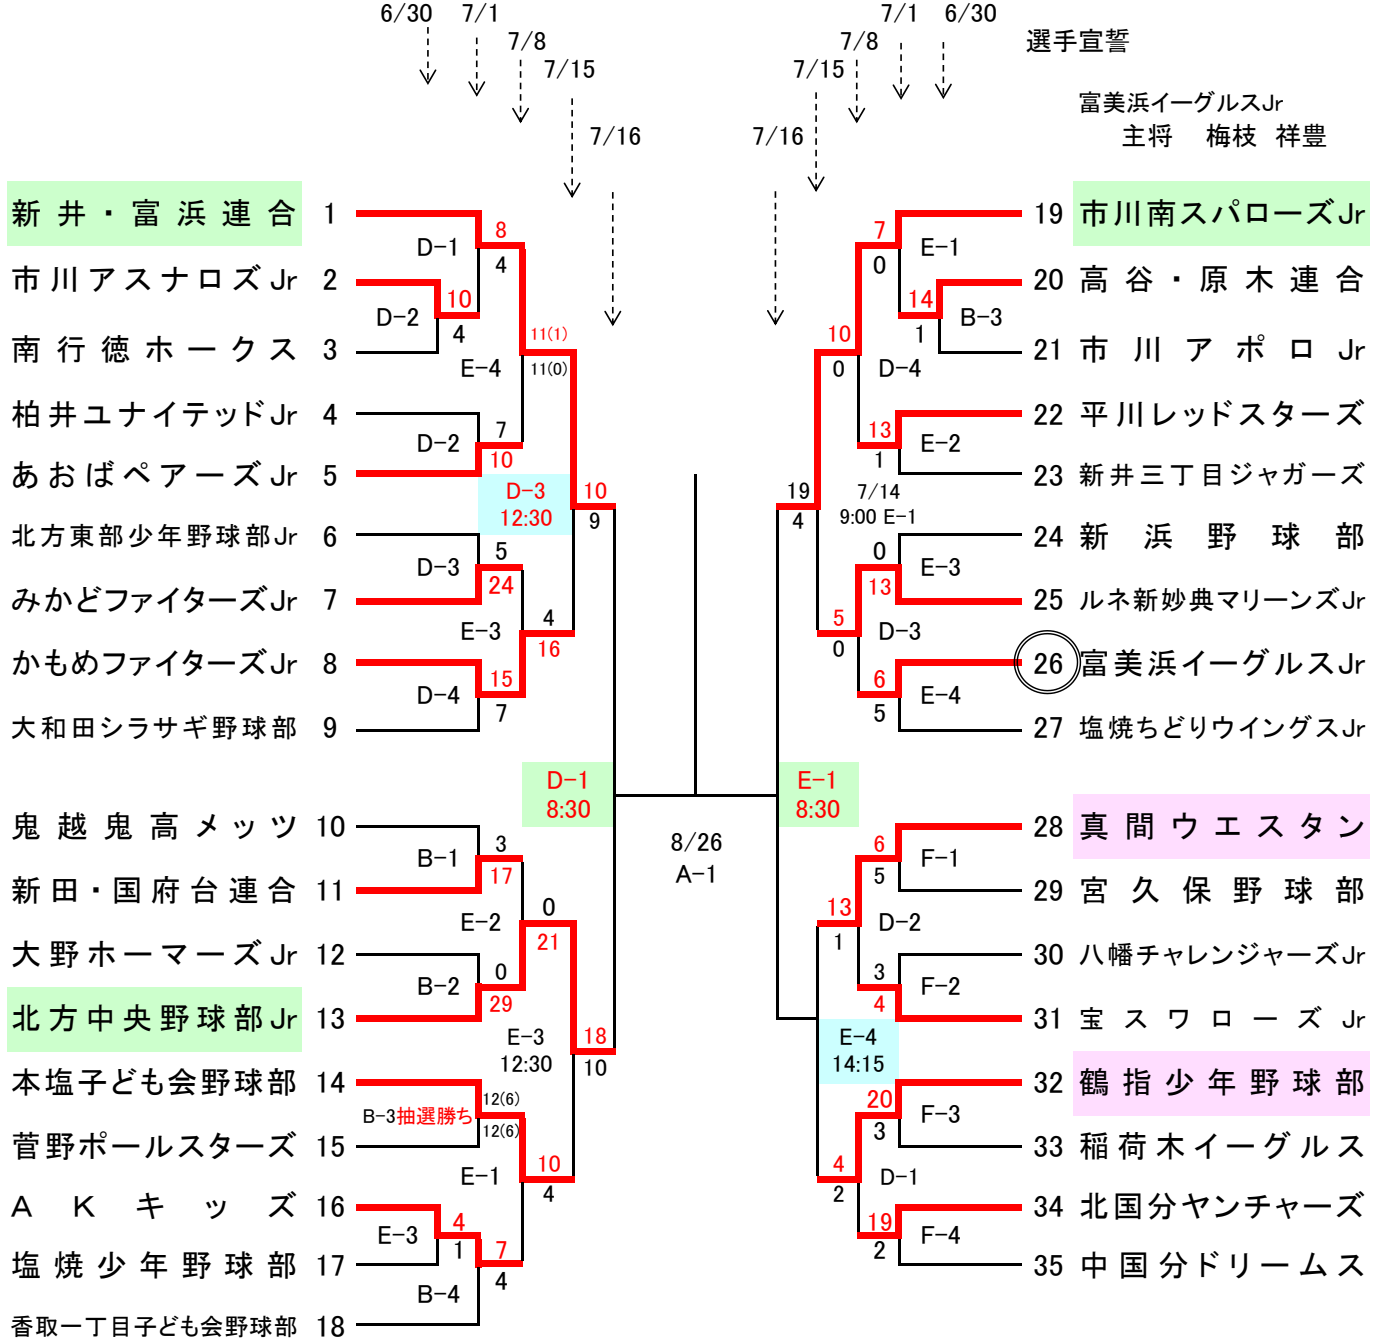 6/30 7/1 7/1 6/30
7/8 7/8 選手宣誓
7/15 7/15
富美浜イーグルスJr
7/16 7/16 主将 梅枝 祥豊
新井・富浜連合 1
D-1
8
4
市川アスナロズJr 2
D-2
10
4
南行徳ホークス 3
E-4
11(1)
11(0)
柏井ユナイテッドJr 4
D-2
7
10
あおばペアーズJr 5
D-3
12:30
10
9
北方東部少年野球部Jr 6
D-3
5
24
みかどファイターズJr 7
E-3
4
16
かもめファイターズJr 8
D-4
15
7
大和田シラサギ野球部 9
D-1
8:30
鬼越鬼高メッツ 10
B-1
3
17
新田・国府台連合 11
E-2
0
21
大野ホーマーズJr 12
B-2
0
29
北方中央野球部Jr 13
E-3
12:30
18
10
本塩子ども会野球部 14
B-3抽選勝ち
12(6)
12(6)
菅野ポールスターズ 15
E-1
10
4
AKキッズ 16
E-3
4
1
塩焼少年野球部 17
7
4
B-4
香取一丁目子ども会野球部 18
8/26
A-1
19 市川南スパローズJr
7
0
E-1
20 高谷・原木連合
14
1
B-3
21 市川アポロJr
10
0
D-4
22 平川レッドスターズ
13
1
E-2
23 新井三丁目ジャガーズ
19
4
7/14
9:00 E-1
24 新浜野球部
0
13
E-3
25 ルネ新妙典マリーンズJr
5
0
D-3
26 富美浜イーグルスJr
6
5
E-4
27 塩焼ちどりウイングスJr
E-1
8:30
28 真間ウエスタン
6
5
F-1
29 宮久保野球部
13
1
D-2
30 八幡チャレンジャーズJr
3
4
F-2
31 宝スワローズJr
E-4
14:15
32 鶴指少年野球部
20
3
F-3
33 稲荷木イーグルス
4
2
D-1
34 北国分ヤンチャーズ
19
2
F-4
35 中国分ドリームス